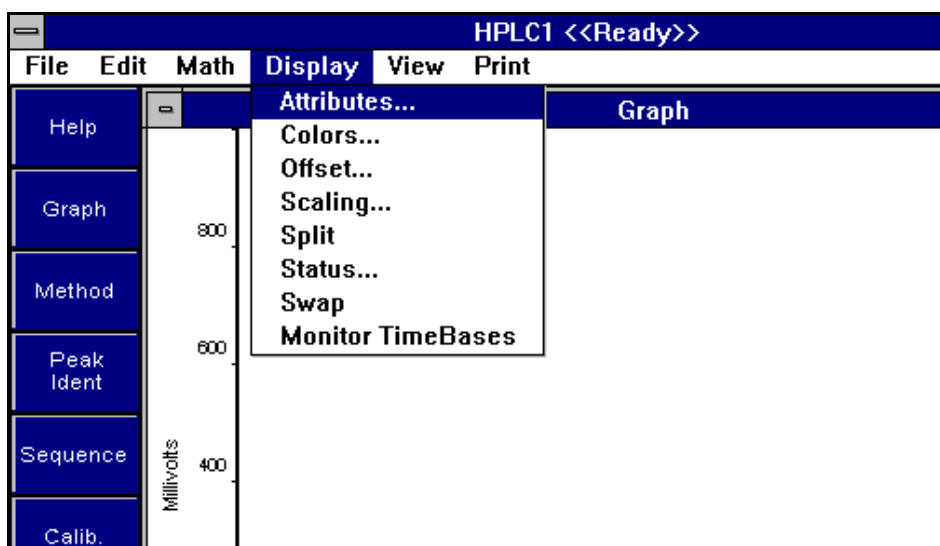 HPLC1 <<Ready>>
File Edit Math Display View Print
Help
Graph
Method
Peak
Ident
Sequence
Calib.
Attributes...
Colors...
Offset...
Scaling...
Split
Status...
Swap
Monitor TimeBases
Graph
800
600
400
Millivolts